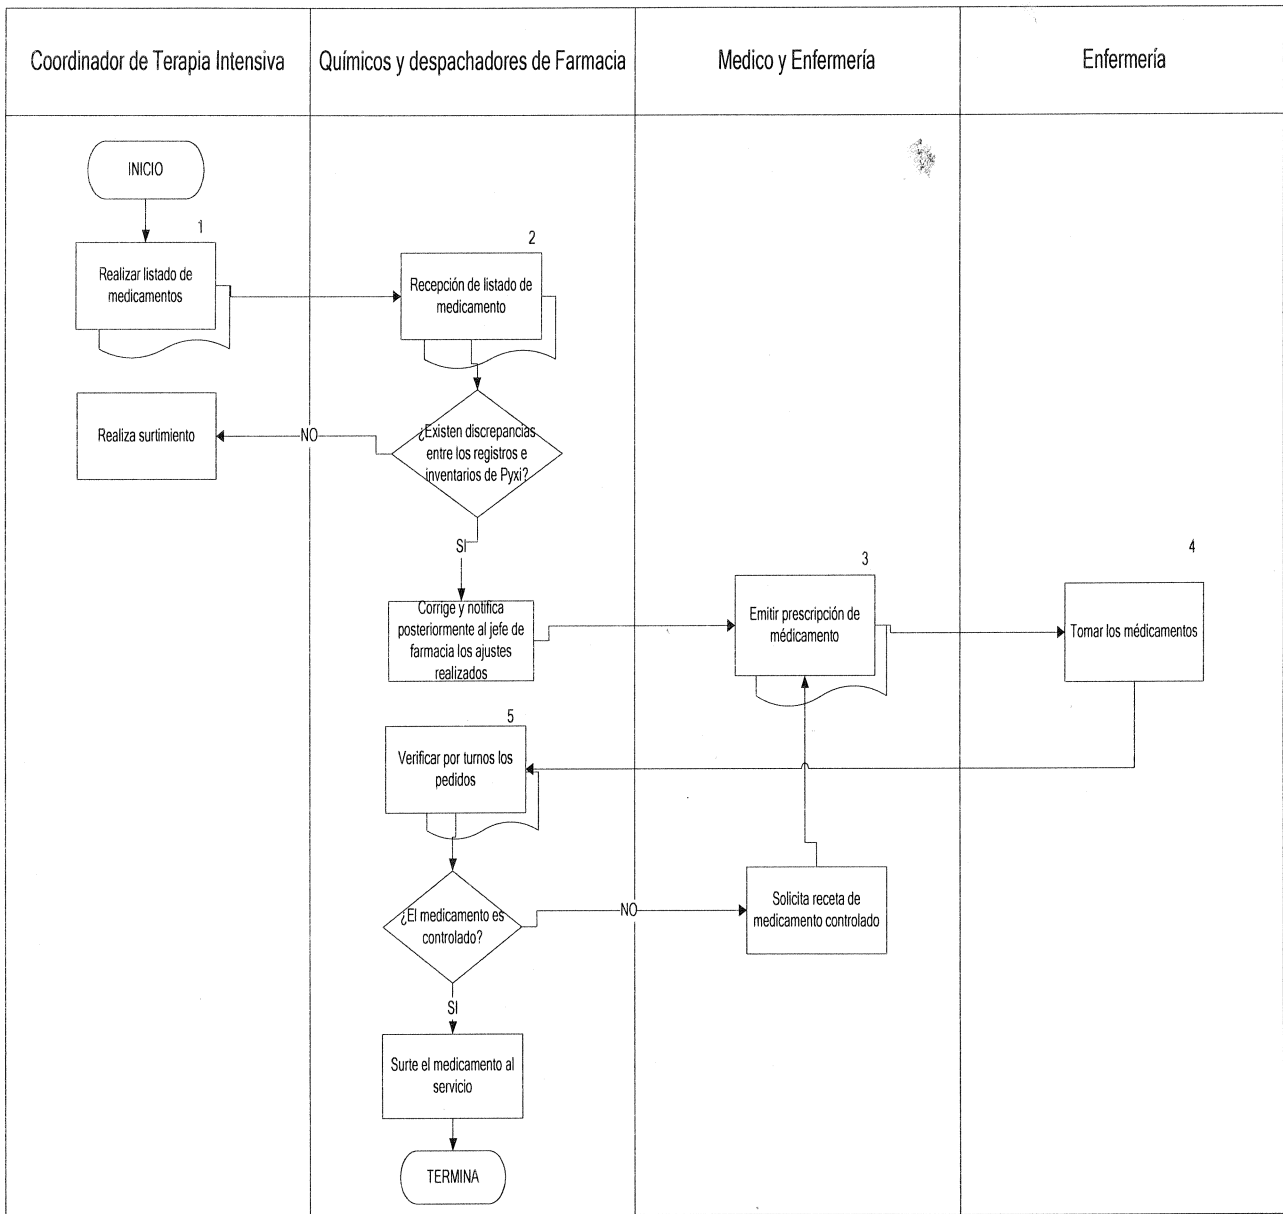 Coordinador de Terapia Intensiva
Químicos y despachadores de Farmacia
Medico y Enfermería
Enfermería
INICIO
1
Realizar listado de
medicamentos
2
Recepción de listado de
medicamento
¿Existen discrepancias
entre los registros e
inventarios de Pyxi?
NO
Realiza surtimiento
SI
Corrige y notifica
posteriormente al jefe de
farmacia los ajustes
realizados
3
Emitir prescripción de
médicamento
4
Tomar los médicamentos
5
Verificar por turnos los
pedidos
¿El medicamento es
controlado?
NO
Solicita receta de
medicamento controlado
SI
Surte el medicamento al
servicio
TERMINA